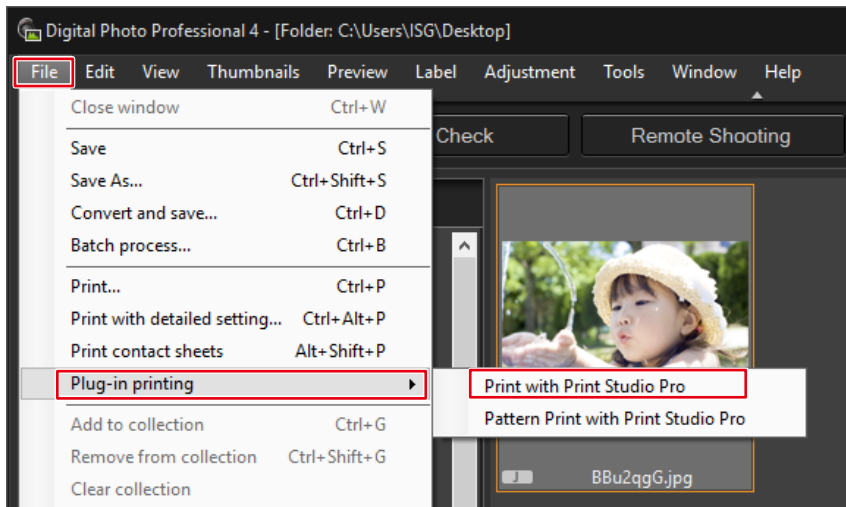 Digital Photo Professional 4 - [Folder: C:\Users\ISG\Desktop]
File Edit View Thumbnails Preview Label Adjustment Tools Window Help
Close window Ctrl+W
Check Remote Shooting
Save Ctrl+S
Save As... Ctrl+Shift+S
Convert and save... Ctrl+D
Batch process... Ctrl+B
Print... Ctrl+P
Print with detailed setting... Ctrl+Alt+P
Print contact sheets Alt+Shift+P
Plug-in printing
Print with Print Studio Pro
Pattern Print with Print Studio Pro
Add to collection Ctrl+G
Remove from collection Ctrl+Shift+G
Clear collection
J BBu2qgG.jpg